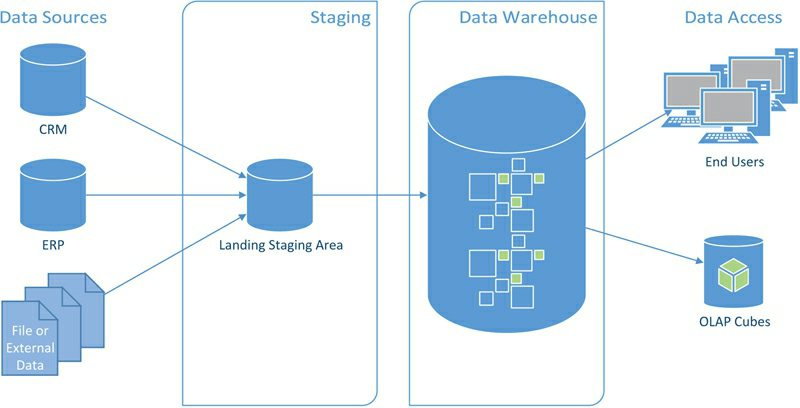 Data Sources
Staging
Data Warehouse
Data Access
CRM
ERP
File or
External
Data
Landing Staging Area
End Users
OLAP Cubes